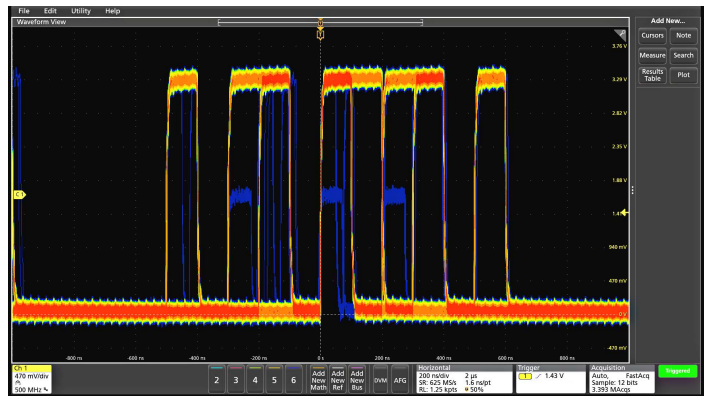 File Edit Utility Help
Waveform View
Add New...
Cursors Note
Measure Search
Results Table Plot
3.76 V
3.29 V
2.82 V
2.35 V
1.88 V
C1
1.41
940 mV
470 mV
0 V
-470 mV
-800 ns -600 ns -400 ns -200 ns 0 s 200 ns 400 ns 600 ns 800 ns
Ch 1
470 mV/div
500 MHz
2 3 4 5 6
Add New Math
Add New Ref
Add New Bus
DVM AFG
Horizontal
200 ns/div 2 µs
SR: 625 MS/s 1.6 ns/pt
RL: 1.25 kpts 50%
Trigger
1 1.43 V
Acquisition
Auto, FastAcq
Sample: 12 bits
3.393 MAcqs
Triggered